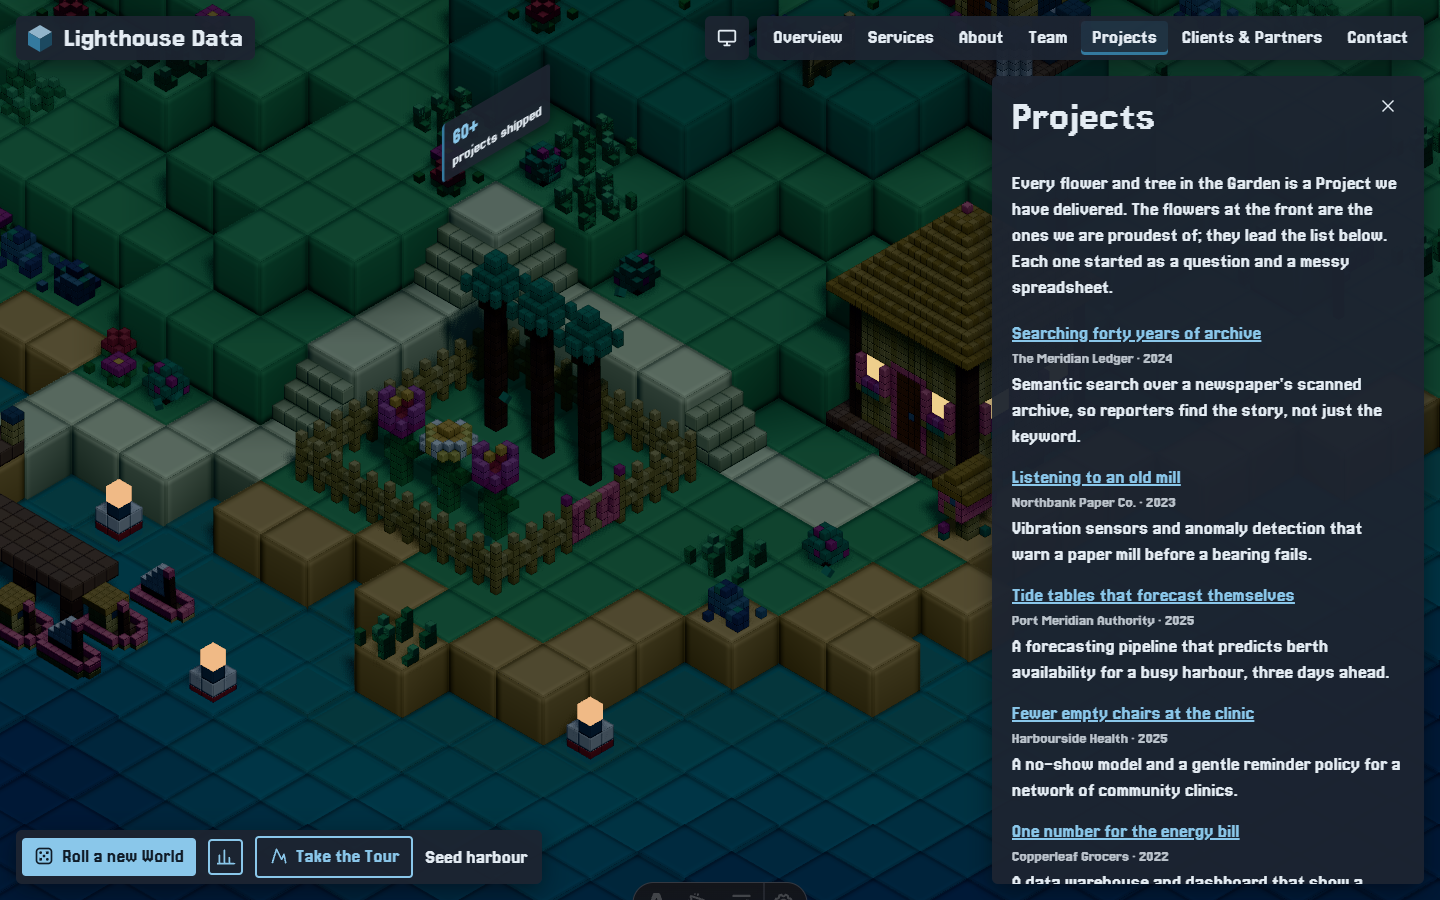 Lighthouse Data
Overview
Services
About
Team
Projects
Clients & Partners
Contact
60+
projects shipped
Projects
Every flower and tree in the Garden is a Project we
have delivered. The flowers at the front are the
ones we are proudest of; they lead the list below.
Each one started as a question and a messy
spreadsheet.
Searching forty years of archive
The Meridian Ledger · 2024
Semantic search over a newspaper's scanned
archive, so reporters find the story, not just the
keyword.
Listening to an old mill
Northbank Paper Co. · 2023
Vibration sensors and anomaly detection that
warn a paper mill before a bearing fails.
Tide tables that forecast themselves
Port Meridian Authority · 2025
A forecasting pipeline that predicts berth
availability for a busy harbour, three days ahead.
Fewer empty chairs at the clinic
Harbourside Health · 2025
A no-show model and a gentle reminder policy for a
network of community clinics.
One number for the energy bill
Copperleaf Grocers · 2022
A data warehouse and dashboard that show a
Roll a new World
Take the Tour
Seed harbour